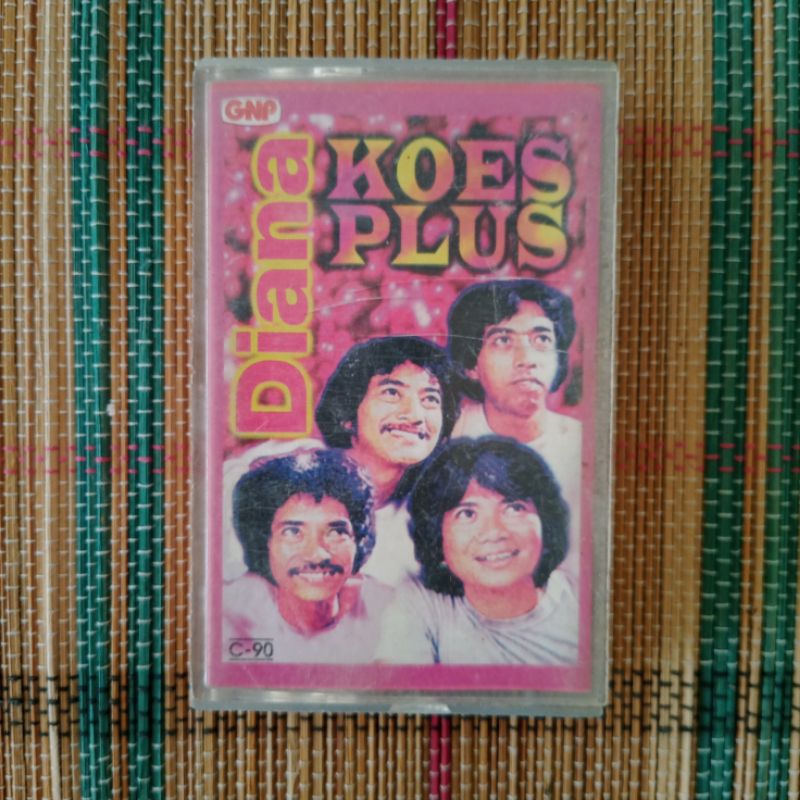 GNP
Diana
KOES
PLUS
C-90